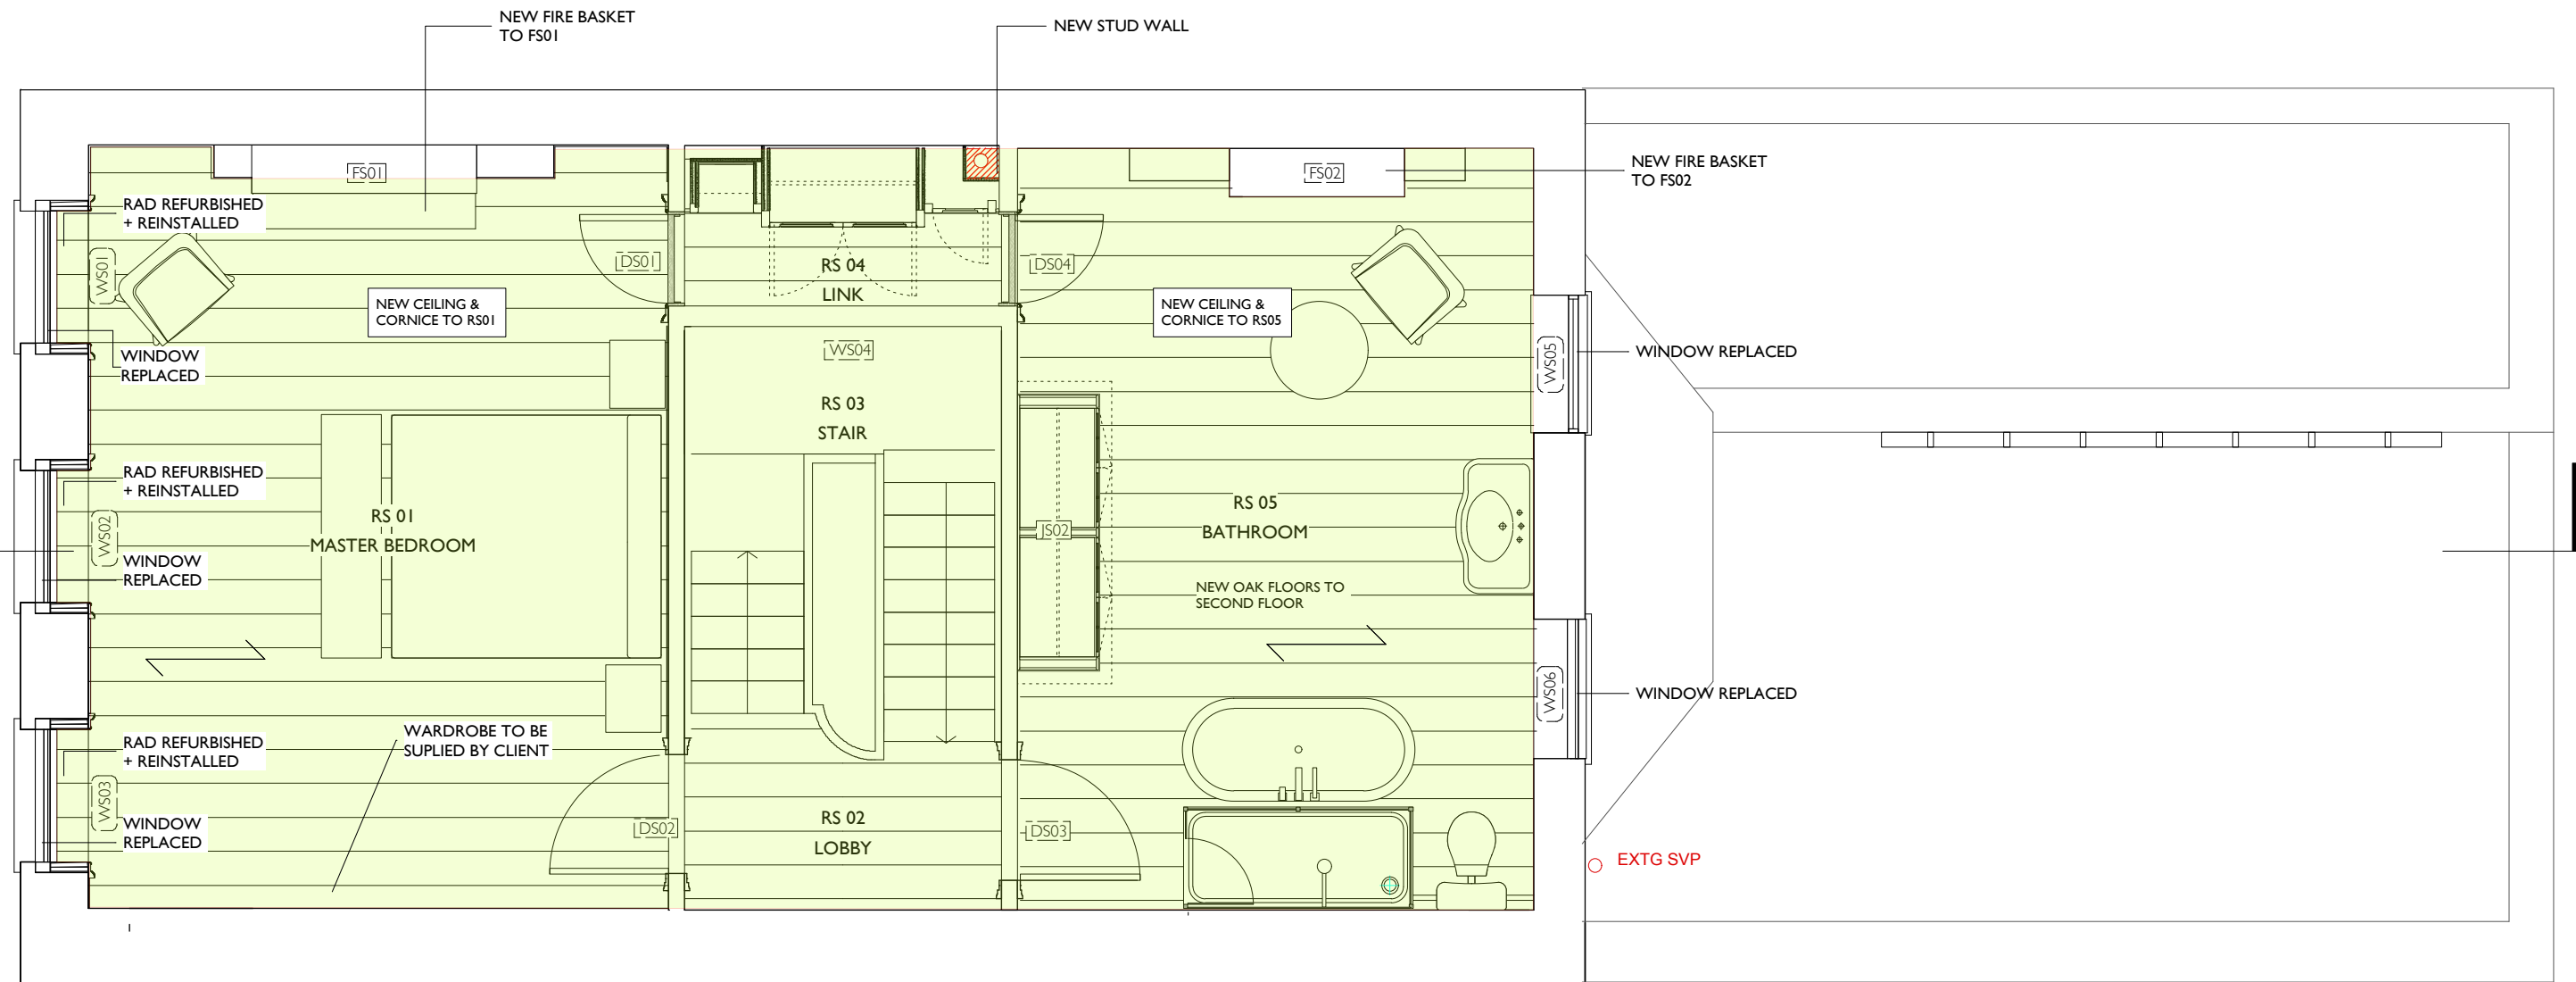 NEW FIRE BASKET
TO FS01
NEW STUD WALL
NEW FIRE BASKET
TO FS02
FS01
FS02
RAD REFURBISHED
+ REINSTALLED
WS01
DS01
RS 04
LINK
DS04
NEW CEILING &
CORNICE TO RS01
NEW CEILING &
CORNICE TO RS05
WINDOW
REPLACED
WS04
WS05
WINDOW REPLACED
RS 03
STAIR
RAD REFURBISHED
+ REINSTALLED
WS02
RS 01
MASTER BEDROOM
JS02
RS 05
BATHROOM
WINDOW
REPLACED
NEW OAK FLOORS TO
SECOND FLOOR
WS06
WINDOW REPLACED
WARDROBE TO BE
SUPLIED BY CLIENT
RAD REFURBISHED
+ REINSTALLED
WS03
WINDOW
REPLACED
DS02
RS 02
LOBBY
DS03
EXTG SVP